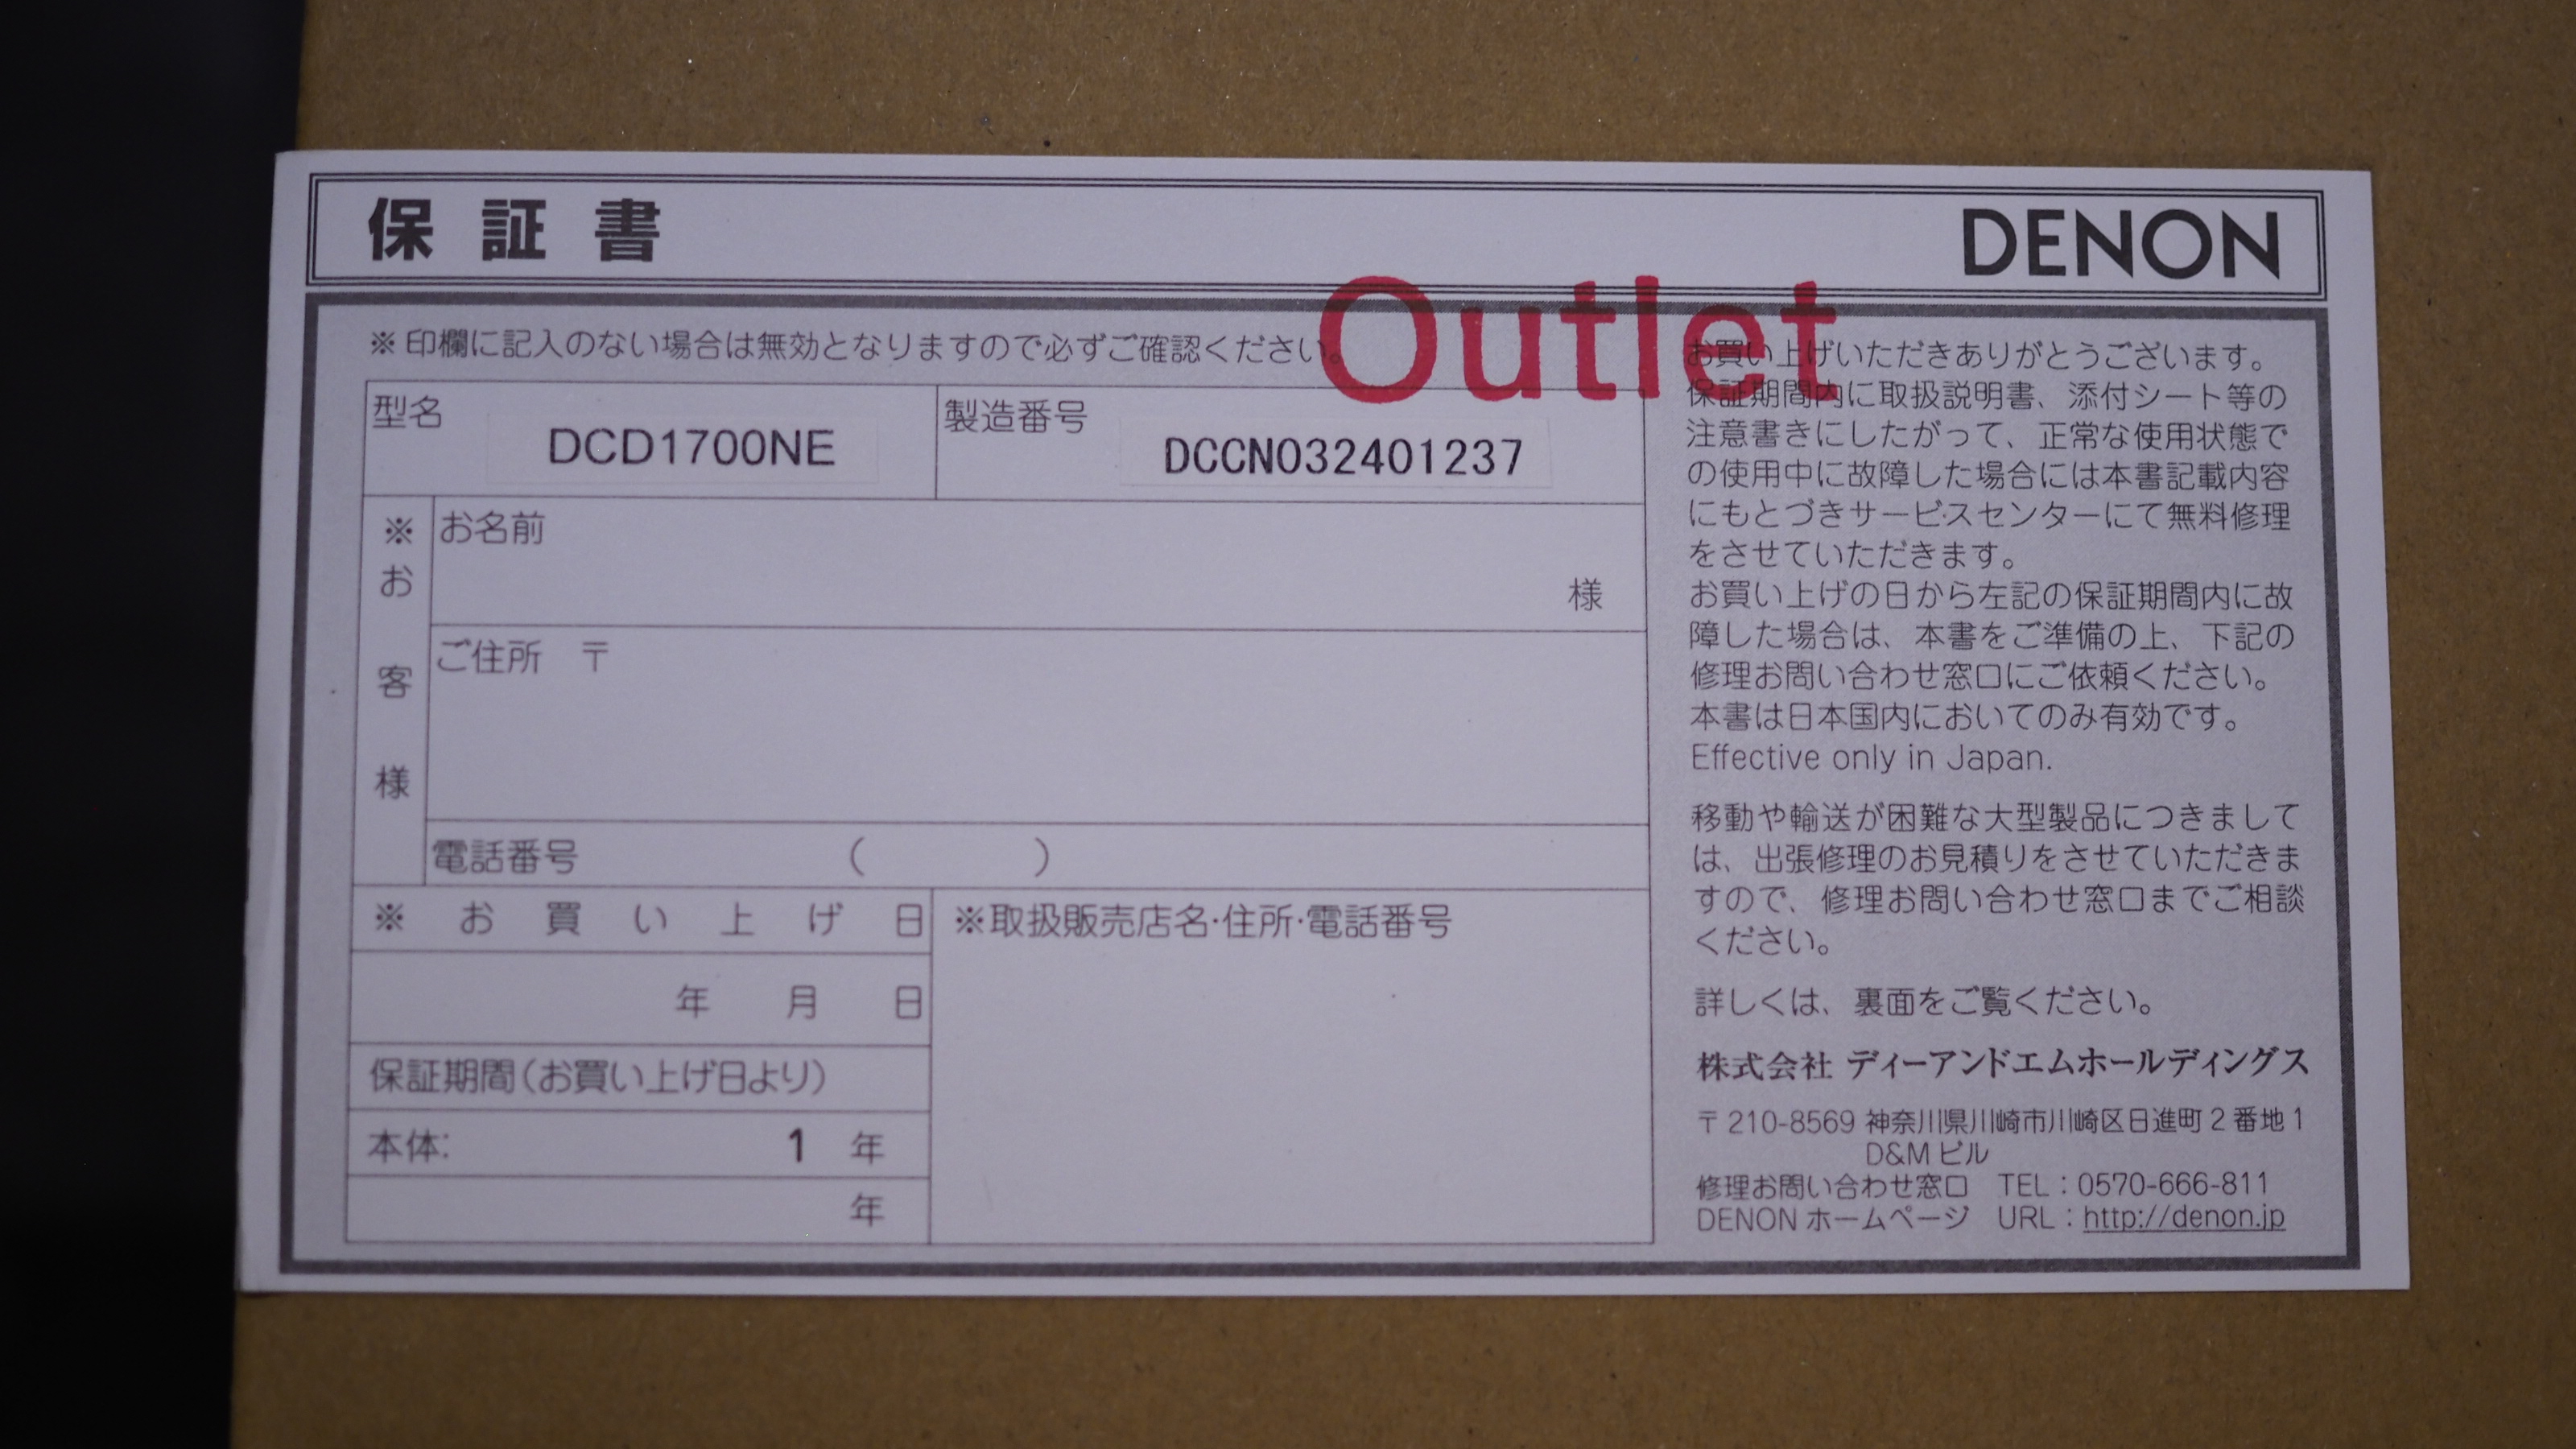 保証書
DENON
Outlet
※印欄に記入のない場合は無効となりますので必ずご確認ください。
型名
DCD1700NE
製造番号
DCCN032401237
※お客様
お名前
様
ご住所 〒
電話番号 ( )
※お買い上げ日
年 月 日
保証期間(お買い上げ日より)
本体: 1 年
年
※取扱販売店名・住所・電話番号
お買い上げいただきありがとうございます。
保証期間内に取扱説明書、添付シート等の
注意書きにしたがって、正常な使用状態で
の使用中に故障した場合には本書記載内容
にもとづきサービスセンターにて無料修理
をさせていただきます。
お買い上げの日から左記の保証期間内に故
障した場合は、本書をご準備の上、下記の
修理お問い合わせ窓口にご依頼ください。
本書は日本国内においてのみ有効です。
Effective only in Japan.
移動や輸送が困難な大型製品につきまして
は、出張修理のお見積りをさせていただきま
すので、修理お問い合わせ窓口までご相談
ください。
詳しくは、裏面をご覧ください。
株式会社 ディーアンドエムホールディングス
〒210-8569 神奈川県川崎市川崎区日進町2番地1
D&Mビル
修理お問い合わせ窓口 TEL：0570-666-811
DENONホームページ URL：http://denon.jp